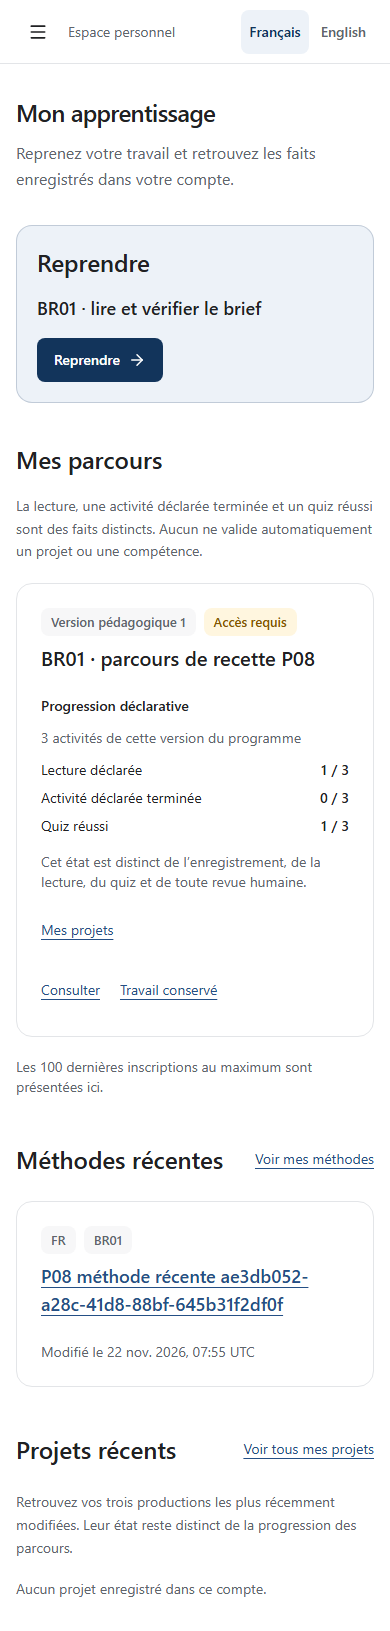 Espace personnel
Français
English
Mon apprentissage
Reprenez votre travail et retrouvez les faits
enregistrés dans votre compte.
Reprendre
BR01 · lire et vérifier le brief
Reprendre →
Mes parcours
La lecture, une activité déclarée terminée et un quiz réussi
sont des faits distincts. Aucun ne valide automatiquement
un projet ou une compétence.
Version pédagogique 1
Accès requis
BR01 · parcours de recette P08
Progression déclarative
3 activités de cette version du programme
Lecture déclarée 1 / 3
Activité déclarée terminée 0 / 3
Quiz réussi 1 / 3
Cet état est distinct de l’enregistrement, de la
lecture, du quiz et de toute revue humaine.
Mes projets
Consulter Travail conservé
Les 100 dernières inscriptions au maximum sont
présentées ici.
Méthodes récentes
Voir mes méthodes
FR
BR01
P08 méthode récente ae3db052-
a28c-41d8-88bf-645b31f2df0f
Modifié le 22 nov. 2026, 07:55 UTC
Projets récents
Voir tous mes projets
Retrouvez vos trois productions les plus récemment
modifiées. Leur état reste distinct de la progression des
parcours.
Aucun projet enregistré dans ce compte.